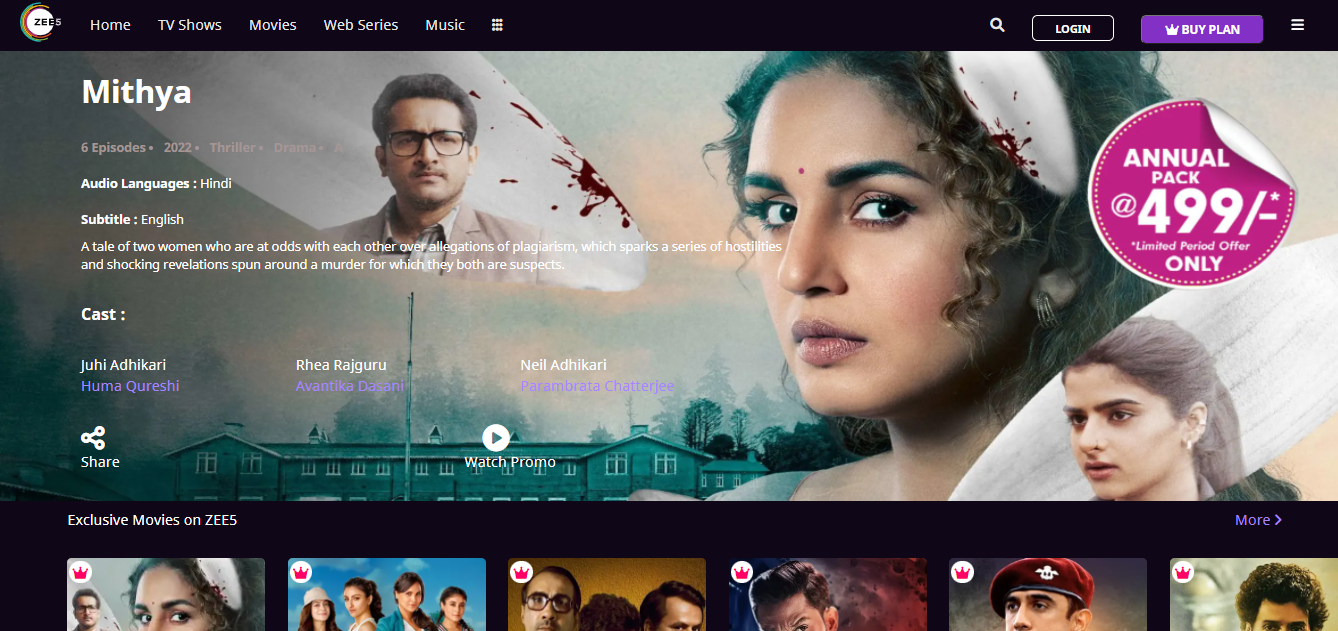 ZEE5
Home
TV Shows
Movies
Web Series
Music
LOGIN
BUY PLAN
Mithya
6 Episodes • 2022 • Thriller • Drama • A
Audio Languages : Hindi
Subtitle : English
A tale of two women who are at odds with each other over allegations of plagiarism, which sparks a series of hostilities
and shocking revelations spun around a murder for which they both are suspects.
ANNUAL
PACK
@499/-*
*Limited Period Offer
ONLY
Cast :
Juhi Adhikari
Huma Qureshi
Rhea Rajguru
Avantika Dasani
Neil Adhikari
Parambrata Chatterjee
Share
Watch Promo
Exclusive Movies on ZEE5
More